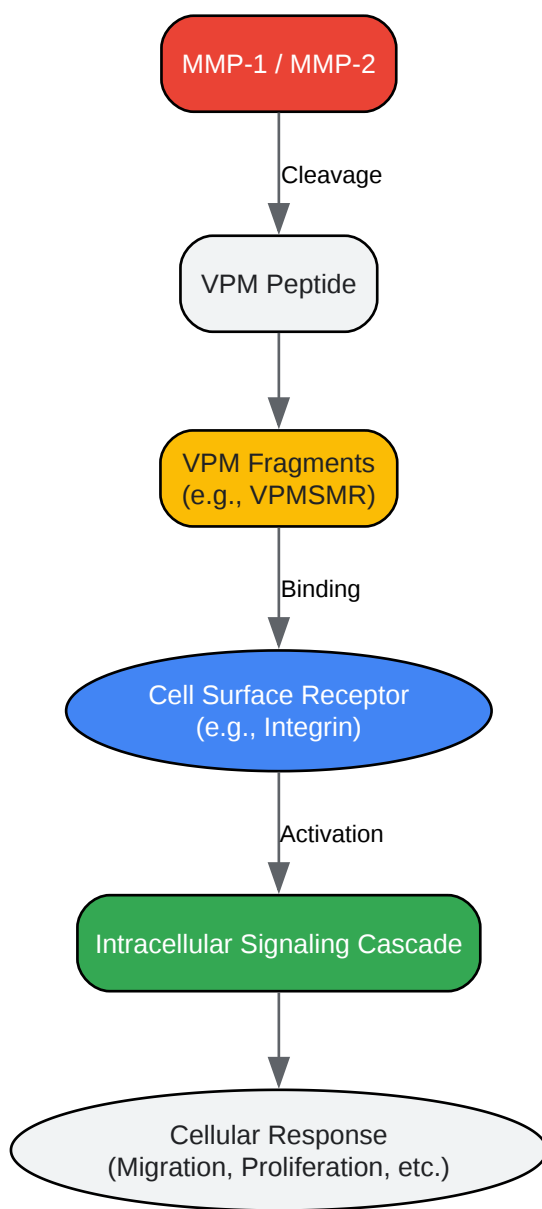 MMP-1 / MMP-2
Cleavage
VPM Peptide
VPM Fragments
(e.g., VPMSMR)
Binding
Cell Surface Receptor
(e.g., Integrin)
Activation
Intracellular Signaling Cascade
Cellular Response
(Migration, Proliferation, etc.)